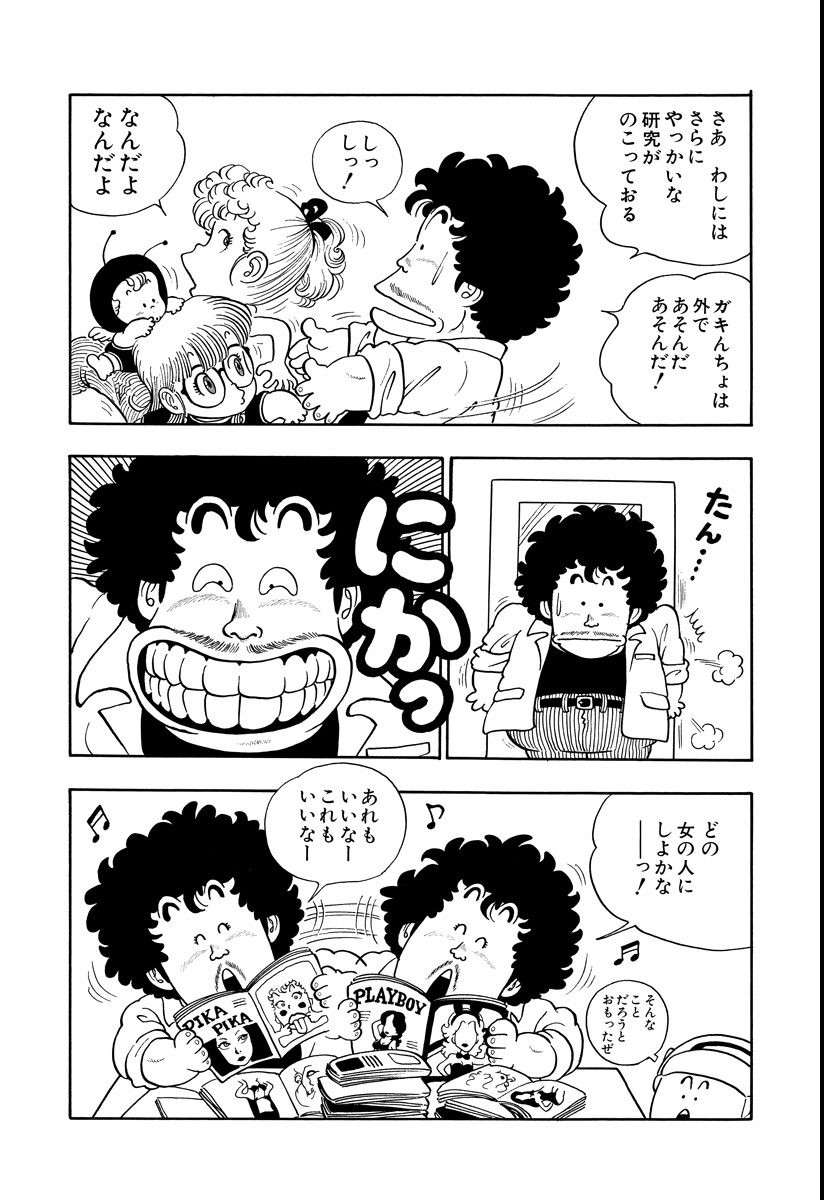 さあ　わしには
さらに
やっかいな
研究が
のこっておる
ガキんちょは
外で
あそんだ
あそんだ！
しっ
しっ！
なんだよ
なんだよ
たん…
にかっ
どの
女の人に
しよかな
――っ！
あれも
いいなー
これも
いいなー
PLAYBOY
PIKA
PIKA
そんな
こと
だろうと
おもったぜ